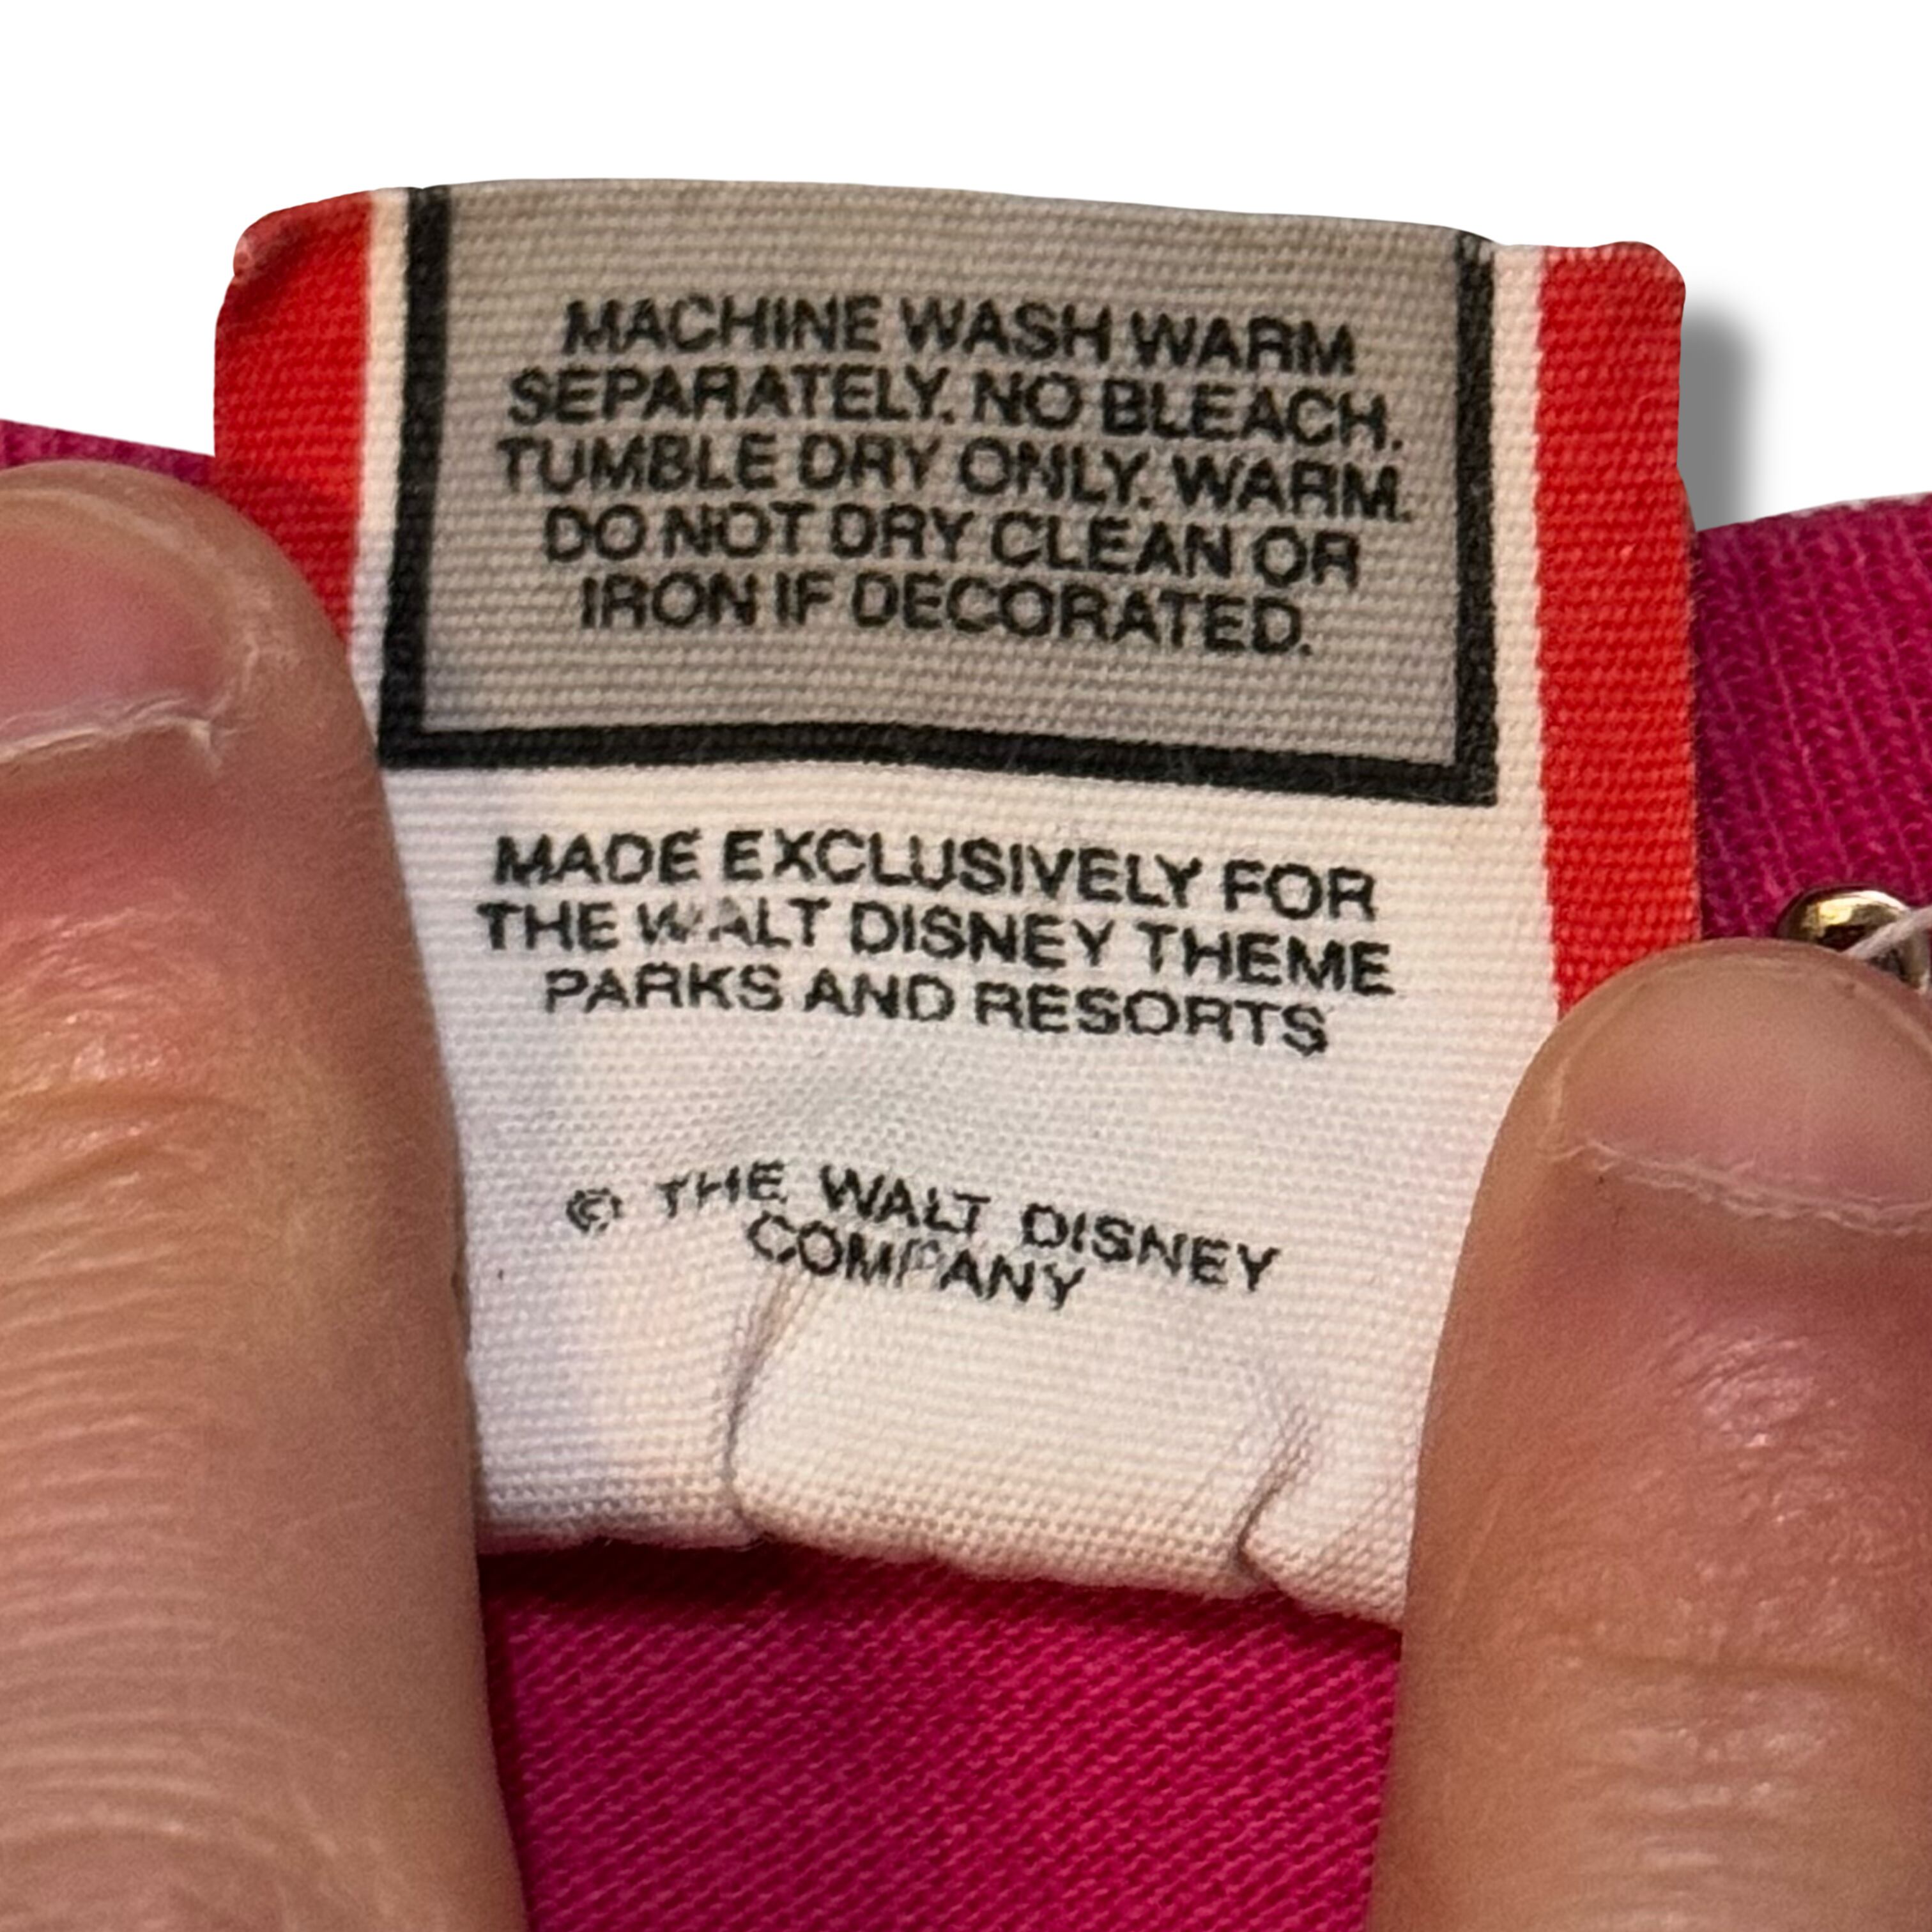 MACHINE WASH WARM
SEPARATELY. NO BLEACH.
TUMBLE DRY ONLY. WARM.
DO NOT DRY CLEAN OR
IRON IF DECORATED.
MADE EXCLUSIVELY FOR
THE WALT DISNEY THEME
PARKS AND RESORTS
© THE WALT DISNEY
COMPANY